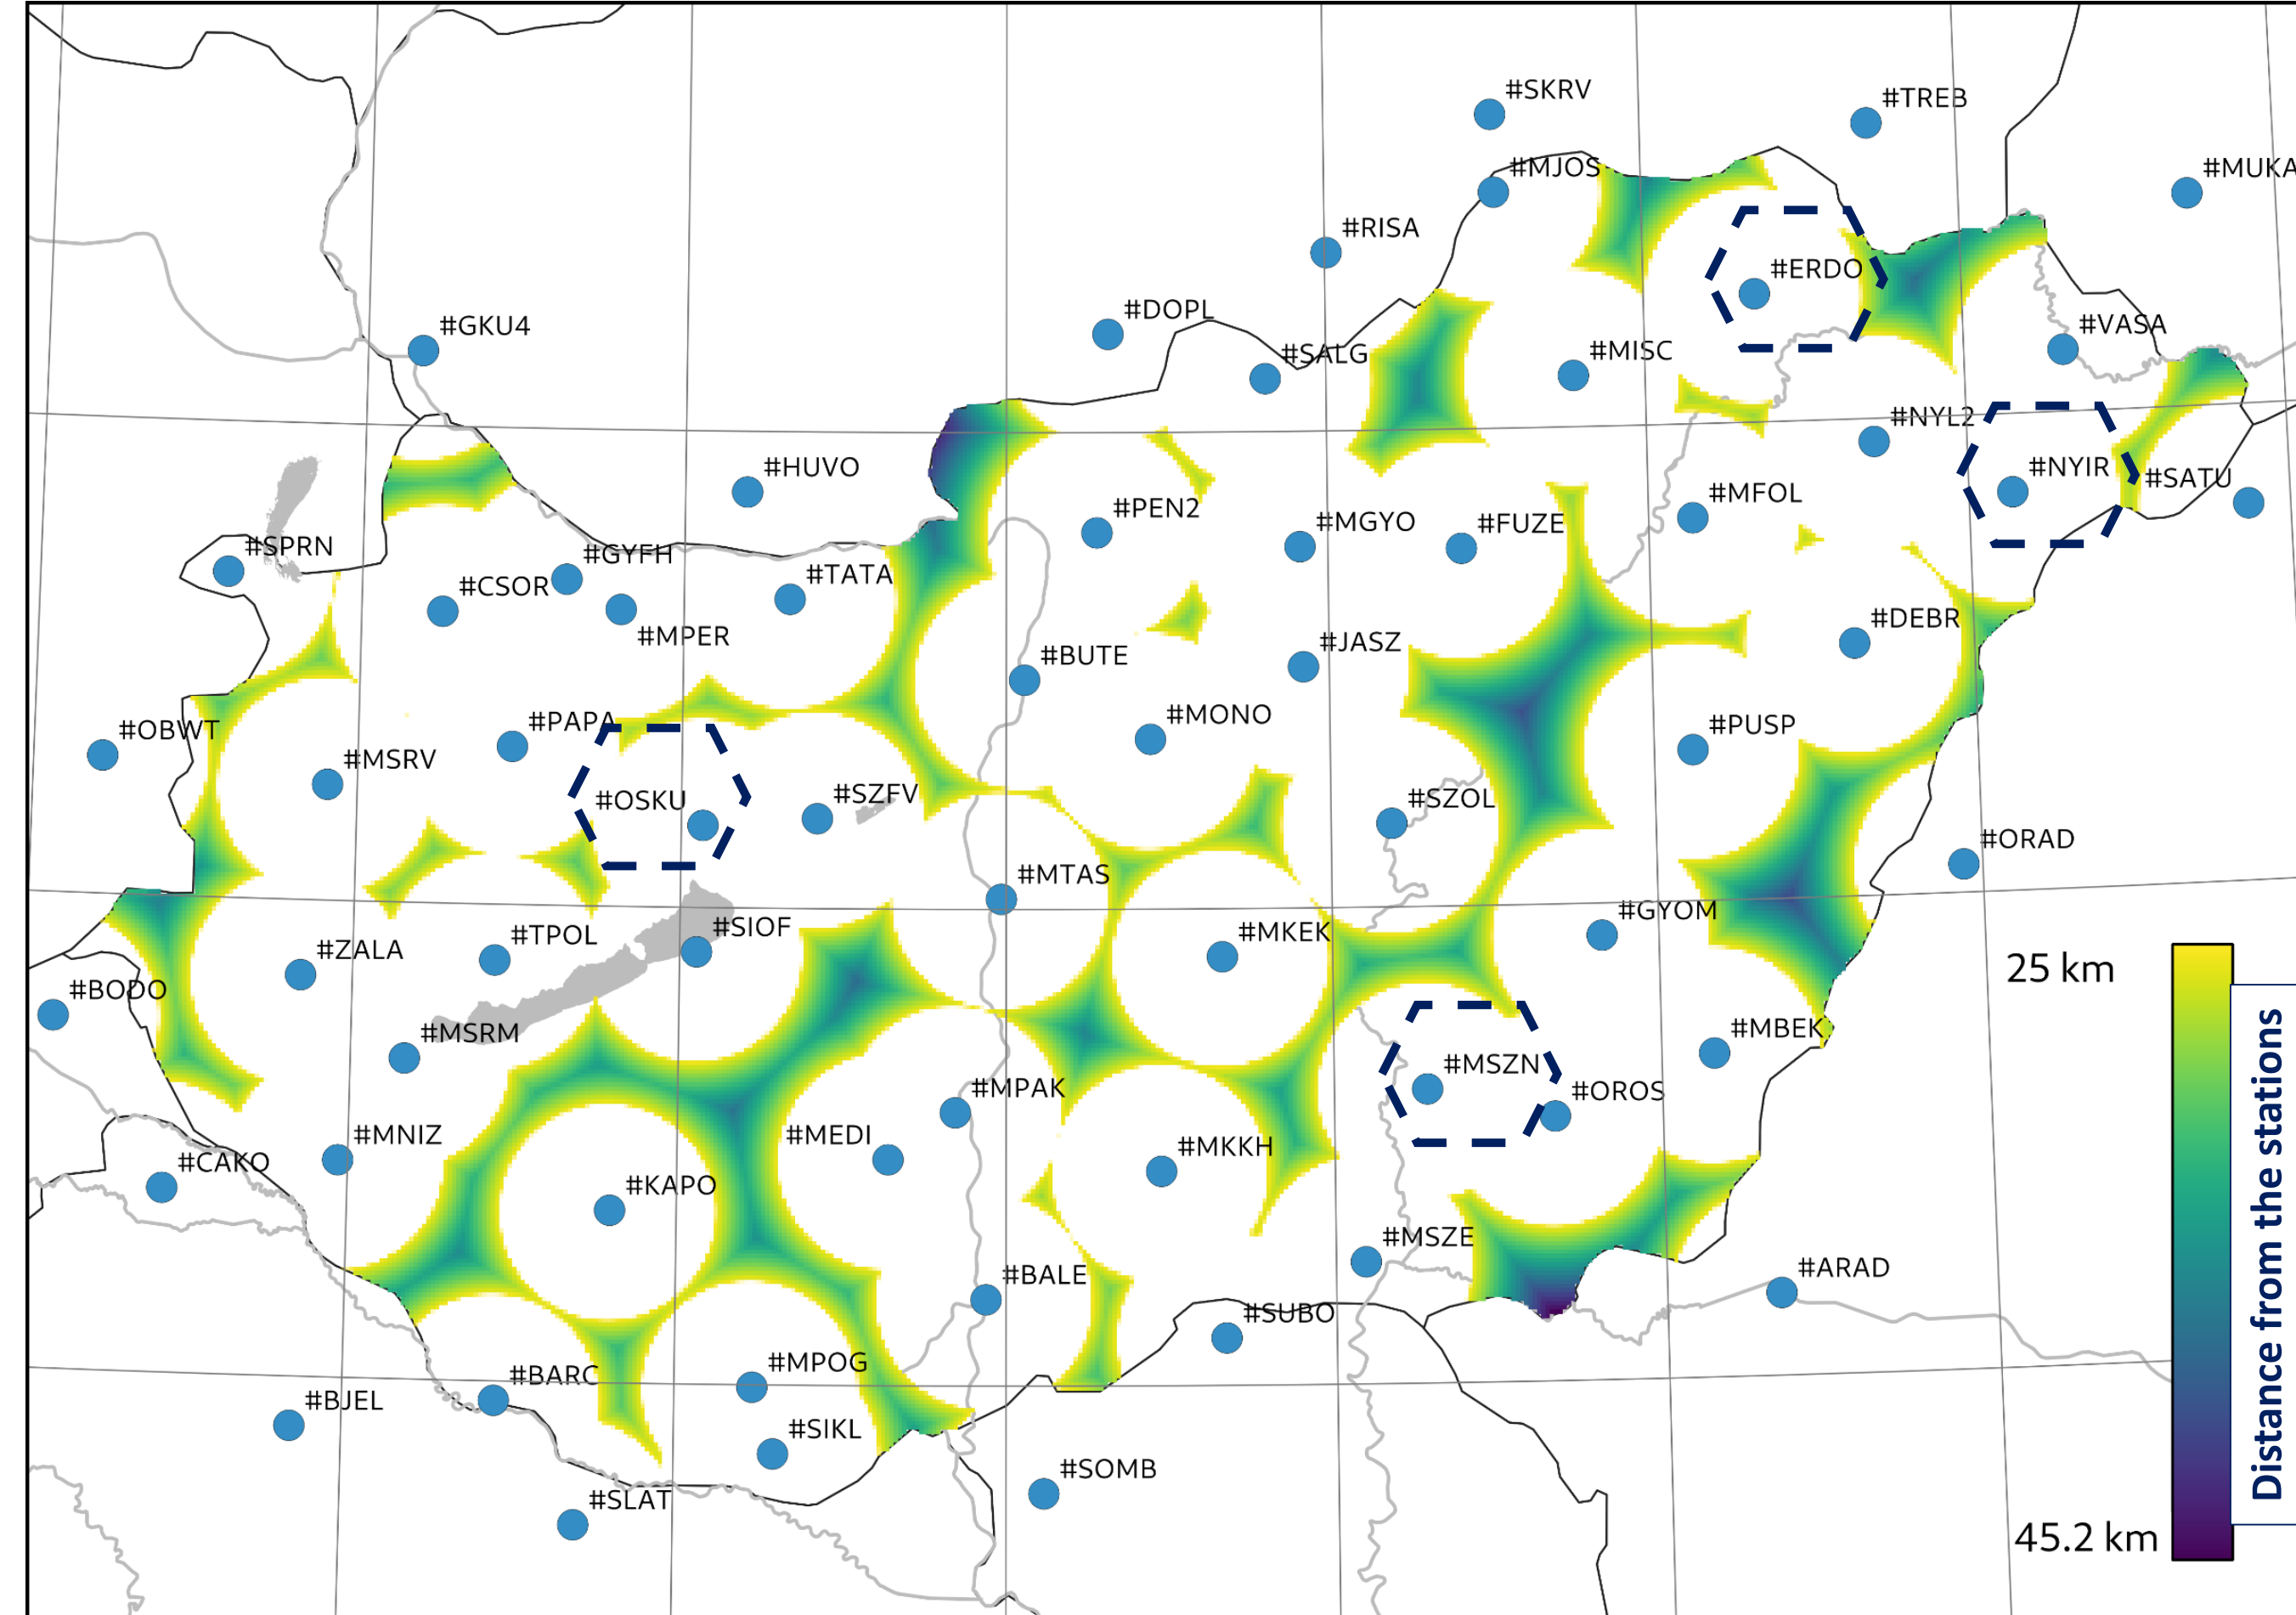 #SKRV
#TREB
#MJOS
#MUKA
#RISA
#ERDO
#DOPL
#GKU4
#VASA
#SALG
#MISC
#NYL2
#HUVO
#NYIR
#SATU
#PEN2
#MFOL
#MGYO
#FUZE
#SPRN
#GYFH
#TATA
#CSOR
#DEBR
#MPER
#JASZ
#BUTE
#MONO
#PAPA
#PUSP
#OBWT
#MSRV
#OSKU
#SZFV
#SZOL
#ORAD
#MTAS
#GYOM
#SIOF
#TPOL
#MKEK
#ZALA
25 km
#BODO
#MSRM
#MBEK
#MSZN
#MPAK
#OROS
#MNIZ
#MEDI
#MKKH
#CAKO
#KAPO
#MSZE
#BALE
#ARAD
#SUBO
Distance from the stations
#MPOG
#BARC
#BJEL
#SIKL
#SOMB
#SLAT
45.2 km